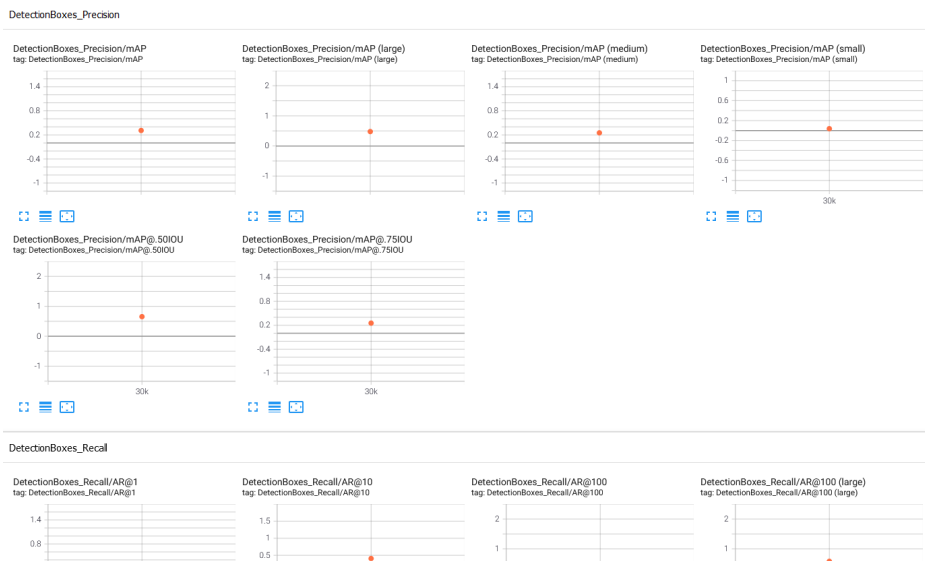 DetectionBoxes_Precision
DetectionBoxes_Precision/mAP
tag: DetectionBoxes_Precision/mAP
1.4
0.8
0.2
-0.4
-1
DetectionBoxes_Precision/mAP (large)
tag: DetectionBoxes_Precision/mAP (large)
2
1
0
-1
DetectionBoxes_Precision/mAP (medium)
tag: DetectionBoxes_Precision/mAP (medium)
1.4
0.8
0.2
-0.4
-1
DetectionBoxes_Precision/mAP (small)
tag: DetectionBoxes_Precision/mAP (small)
1
0.6
0.2
-0.2
-0.6
-1
30k
DetectionBoxes_Precision/mAP@.50IOU
tag: DetectionBoxes_Precision/mAP@.50IOU
2
1
0
-1
30k
DetectionBoxes_Precision/mAP@.75IOU
tag: DetectionBoxes_Precision/mAP@.75IOU
1.4
0.8
0.2
-0.4
-1
30k
DetectionBoxes_Recall
DetectionBoxes_Recall/AR@1
tag: DetectionBoxes_Recall/AR@1
1.4
0.8
DetectionBoxes_Recall/AR@10
tag: DetectionBoxes_Recall/AR@10
1.5
1
0.5
DetectionBoxes_Recall/AR@100
tag: DetectionBoxes_Recall/AR@100
2
1
DetectionBoxes_Recall/AR@100 (large)
tag: DetectionBoxes_Recall/AR@100 (large)
2
1